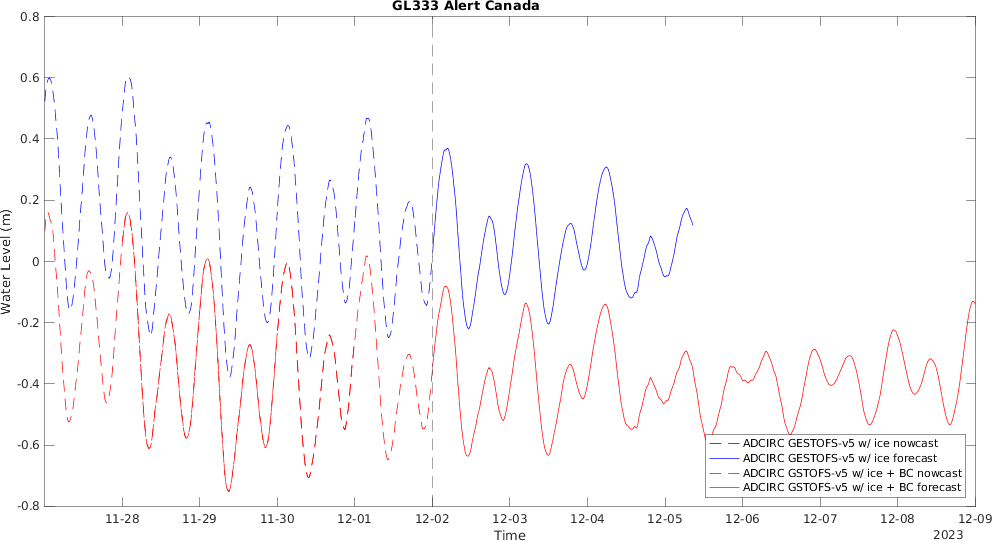 GL333 Alert Canada
0.8
0.6
0.4
0.2
0
-0.2
-0.4
-0.6
-0.8
Water Level (m)
11-28 11-29 11-30 12-01 12-02 12-03 12-04 12-05 12-06 12-07 12-08 12-09
Time
2023
ADCIRC GESTOFS-v5 w/ ice nowcast
ADCIRC GESTOFS-v5 w/ ice forecast
ADCIRC GSTOFS-v5 w/ ice + BC nowcast
ADCIRC GSTOFS-v5 w/ ice + BC forecast